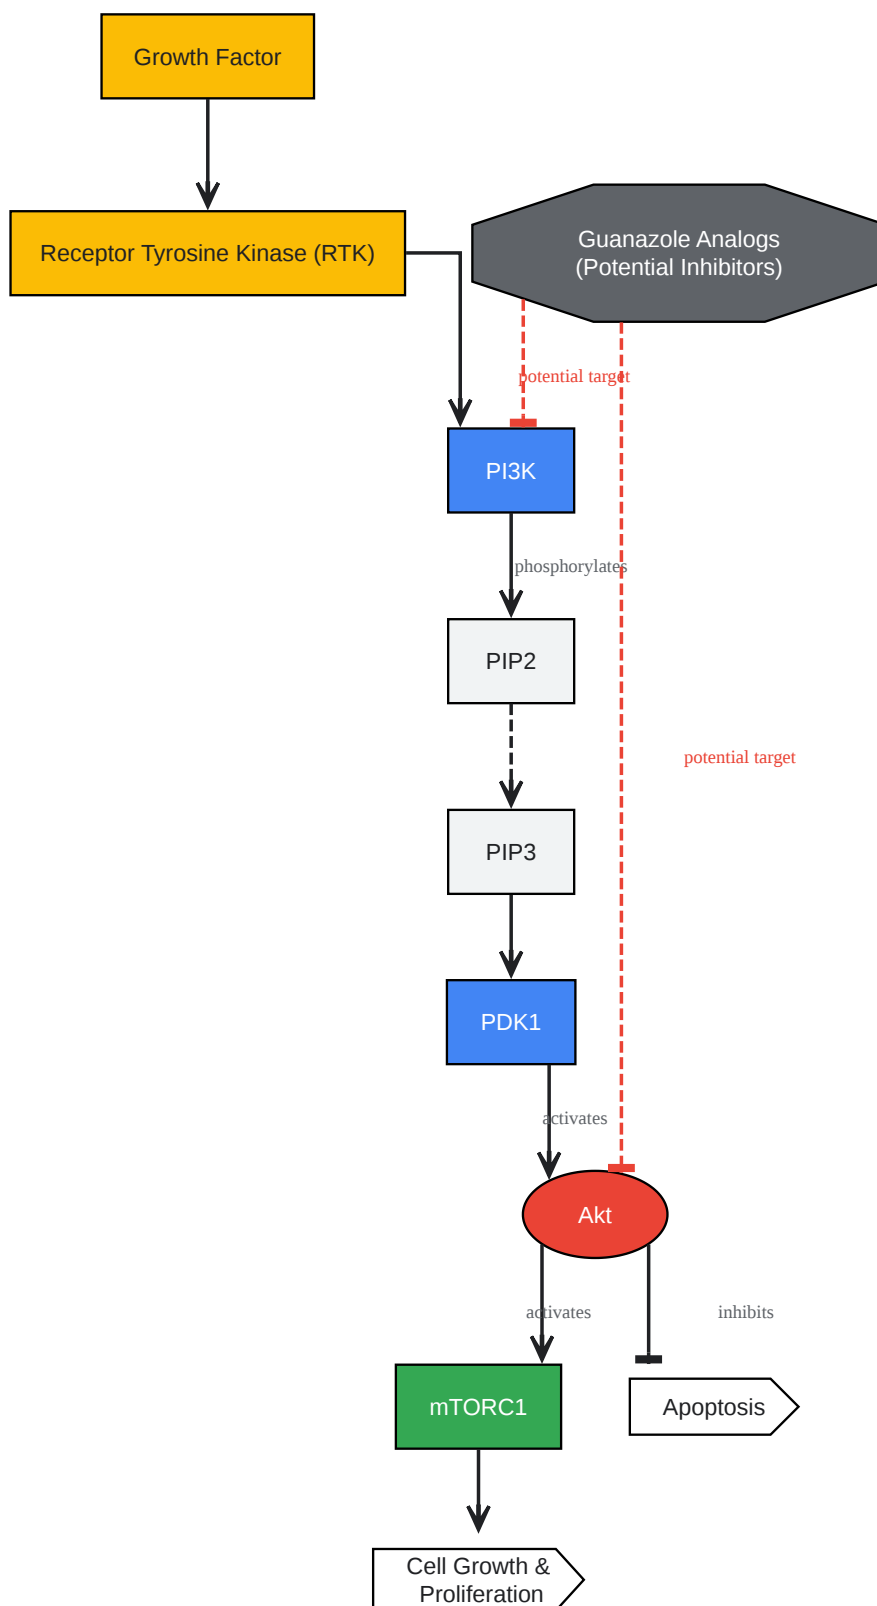 Growth Factor
Receptor Tyrosine Kinase (RTK)
Guanazole Analogs
(Potential Inhibitors)
potential target
PI3K
phosphorylates
PIP2
potential target
PIP3
PDK1
activates
Akt
activates
inhibits
mTORC1
Apoptosis
Cell Growth &
Proliferation